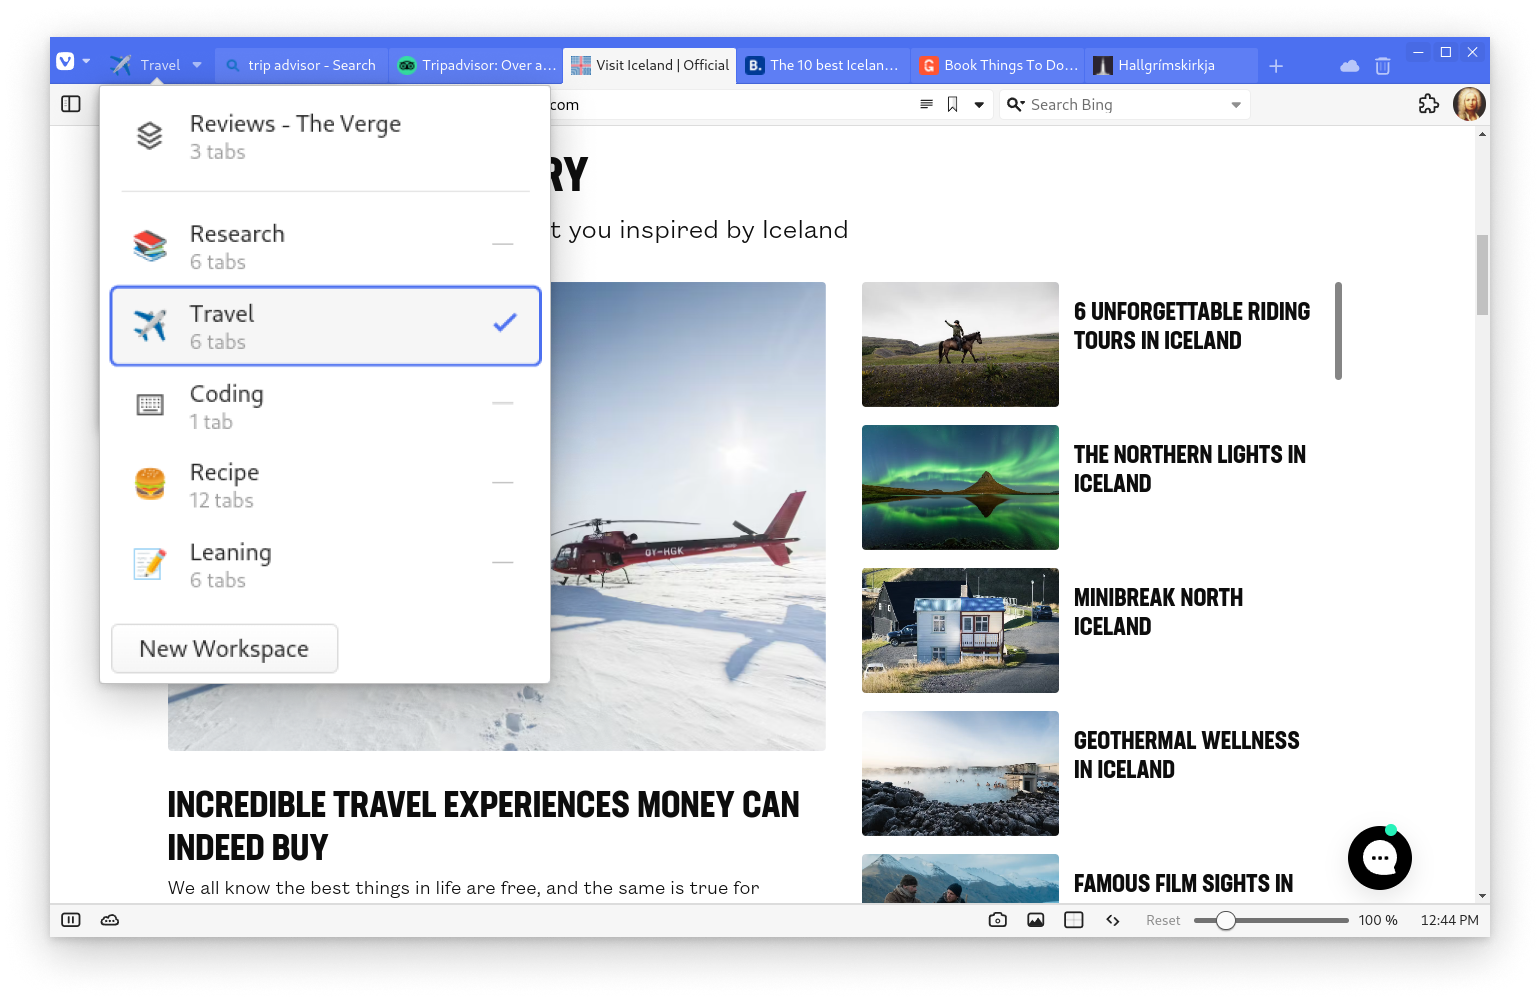 Travel
trip advisor - Search
Tripadvisor: Over a...
Visit Iceland | Official
B.
The 10 best Icelan...
G
Book Things To Do...
Hallgrímskirkja
com
Search Bing
Reviews - The Verge
3 tabs
Research
6 tabs
Travel
6 tabs
Coding
1 tab
Recipe
12 tabs
Leaning
6 tabs
New Workspace
RY
t you inspired by Iceland
OY-HGK
6 UNFORGETTABLE RIDING
TOURS IN ICELAND
THE NORTHERN LIGHTS IN
ICELAND
MINIBREAK NORTH
ICELAND
GEOTHERMAL WELLNESS
IN ICELAND
FAMOUS FILM SIGHTS IN
INCREDIBLE TRAVEL EXPERIENCES MONEY CAN
INDEED BUY
We all know the best things in life are free, and the same is true for
Reset
100 %
12:44 PM